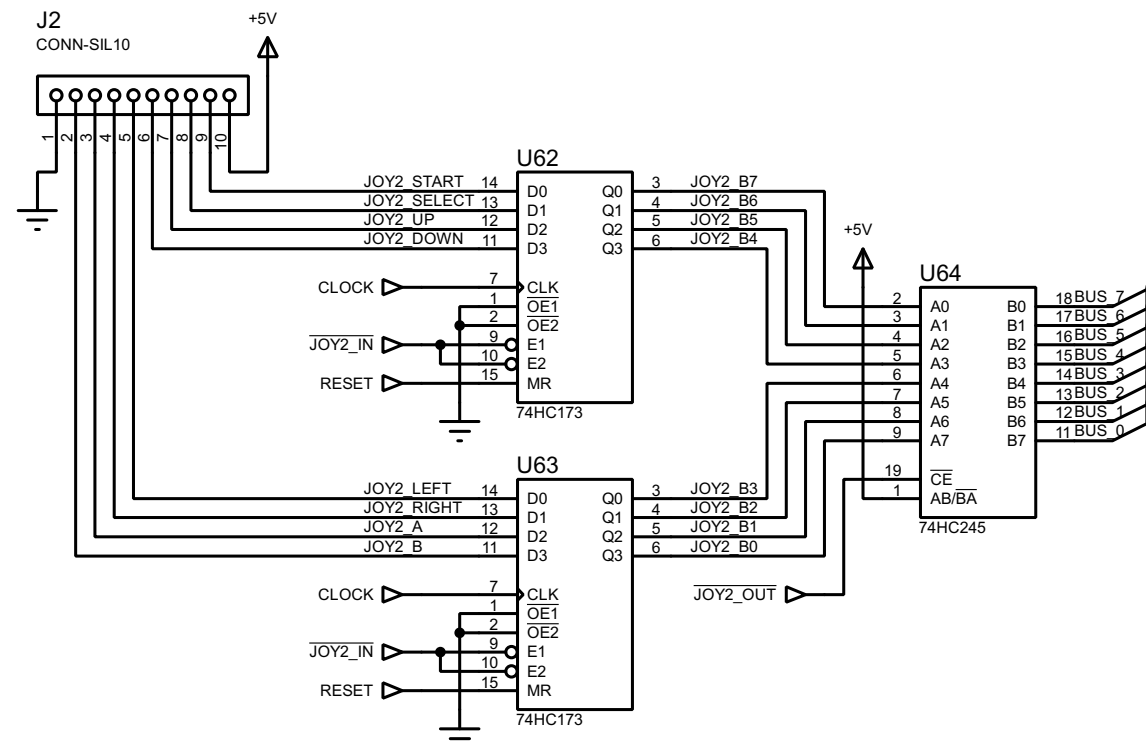 J2
CONN-SIL10
+5V
1 2 3 4 5 6 7 8 9 10
U62
JOY2_START 14 D0 Q0 3 JOY2_B7
JOY2_SELECT 13 D1 Q1 4 JOY2_B6
JOY2_UP 12 D2 Q2 5 JOY2_B5
JOY2_DOWN 11 D3 Q3 6 JOY2_B4
CLOCK 7 CLK
1 OE1
2 OE2
JOY2_IN 9 E1
10 E2
RESET 15 MR
74HC173
+5V
U64
2 A0 B0 18 BUS_7
3 A1 B1 17 BUS_6
4 A2 B2 16 BUS_5
5 A3 B3 15 BUS_4
6 A4 B4 14 BUS_3
7 A5 B5 13 BUS_2
8 A6 B6 12 BUS_1
9 A7 B7 11 BUS_0
19 CE
1 AB/BA
74HC245
JOY2_OUT
U63
JOY2_LEFT 14 D0 Q0 3 JOY2_B3
JOY2_RIGHT 13 D1 Q1 4 JOY2_B2
JOY2_A 12 D2 Q2 5 JOY2_B1
JOY2_B 11 D3 Q3 6 JOY2_B0
CLOCK 7 CLK
1 OE1
2 OE2
JOY2_IN 9 E1
10 E2
RESET 15 MR
74HC173